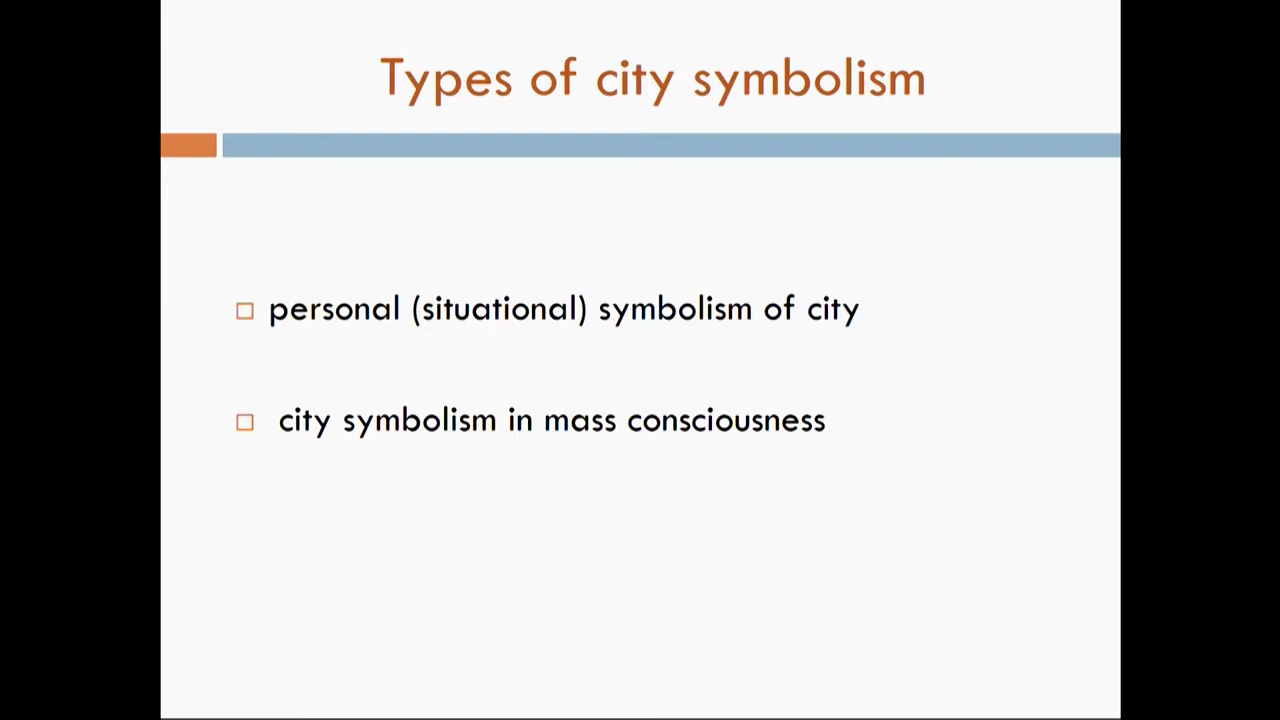 Types of city symbolism
personal (situational) symbolism of city
city symbolism in mass consciousness